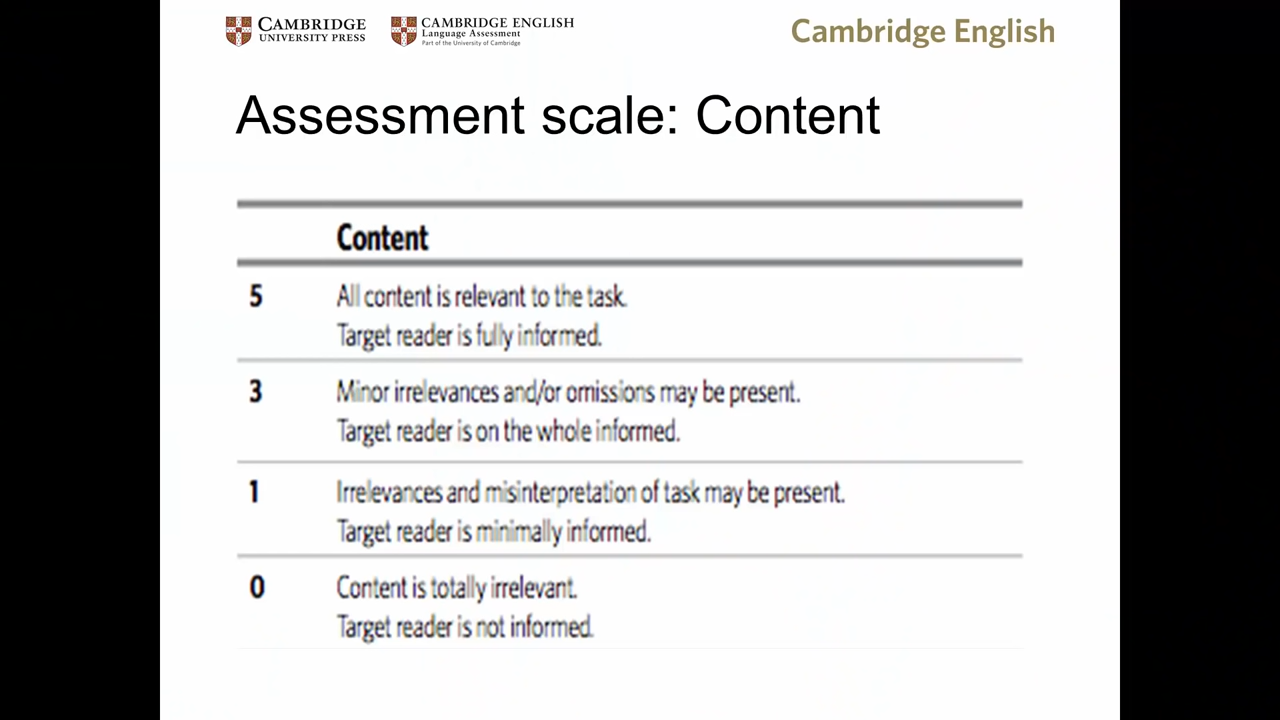 CAMBRIDGE
UNIVERSITY PRESS
CAMBRIDGE ENGLISH
Language Assessment
Part of the University of Cambridge
Cambridge English
Assessment scale: Content
Content
5 All content is relevant to the task.
Target reader is fully informed.
3 Minor irrelevances and/or omissions may be present.
Target reader is on the whole informed.
1 Irrelevances and misinterpretation of task may be present.
Target reader is minimally informed.
0 Content is totally irrelevant.
Target reader is not informed.